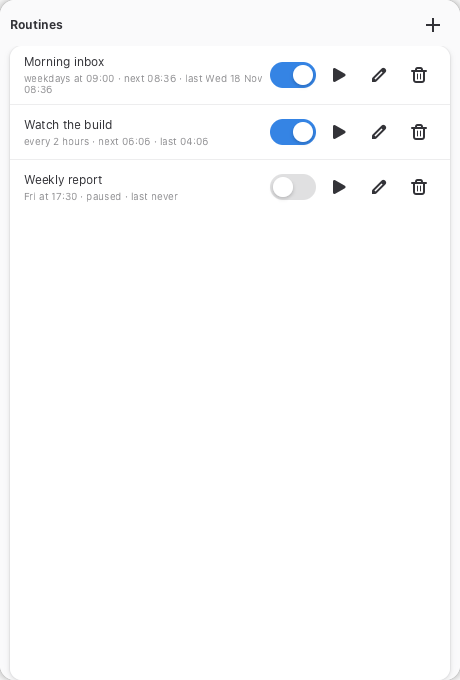 Routines
Morning inbox
weekdays at 09:00 · next 08:36 · last Wed 18 Nov
08:36
Watch the build
every 2 hours · next 06:06 · last 04:06
Weekly report
Fri at 17:30 · paused · last never